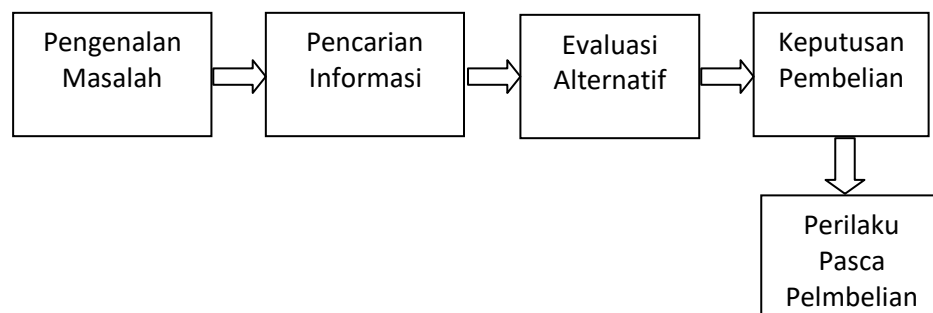 Pengenalan
Masalah
Pencarian
Informasi
Evaluasi
Alternatif
Keputusan
Pembelian
Perilaku
Pasca
Pelmbelian